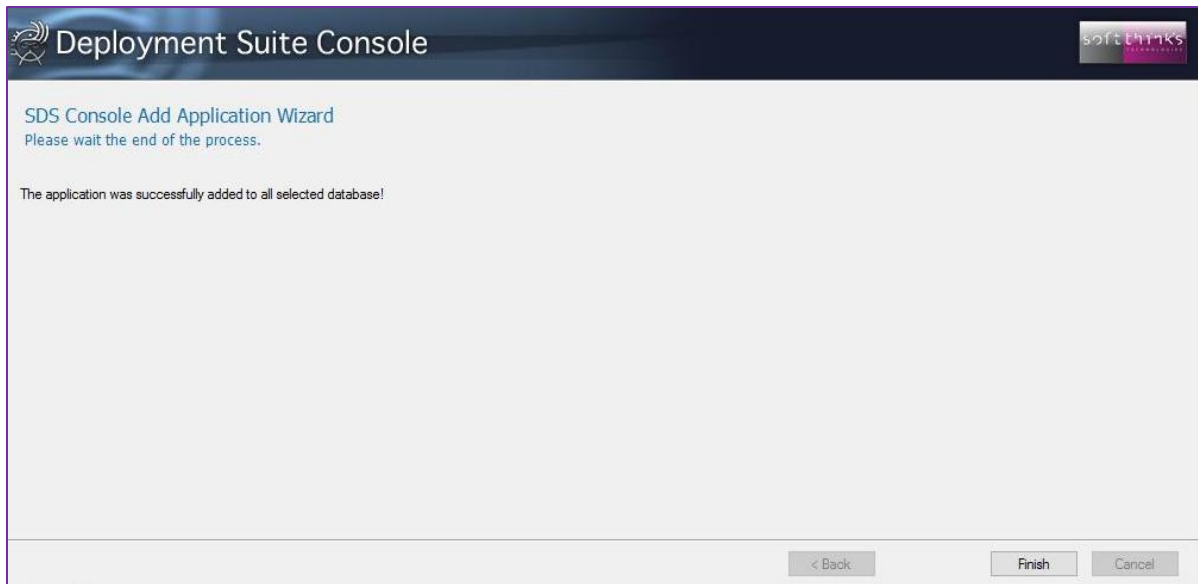 Deployment Suite Console
softthinks
TECHNOLOGIES
SDS Console Add Application Wizard
Please wait the end of the process.
The application was successfully added to all selected database!
< Back
Finish
Cancel